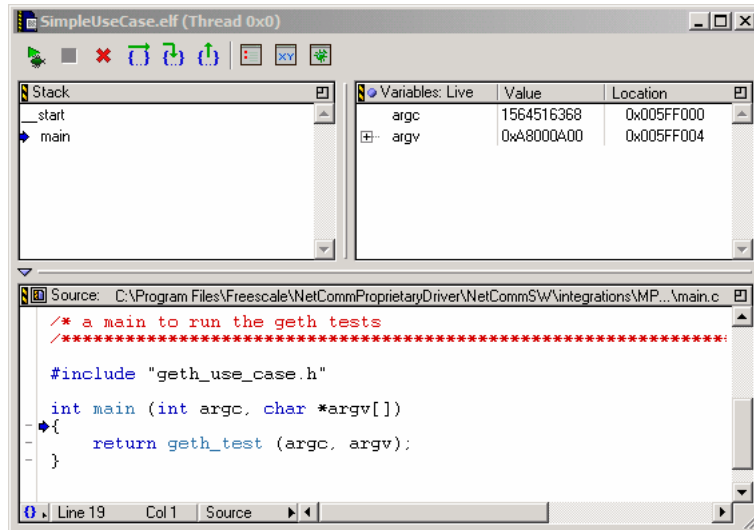 SimpleUseCase.elf (Thread 0x0)
Stack
__start
main
Variables: Live Value Location
argc 1564516368 0x005FF000
argv 0xA8000A00 0x005FF004
Source: C:\Program Files\Freescale\NetCommProprietaryDriver\NetCommSW\integrations\MP...\main.c
/* a main to run the geth tests
/***************************************************************
#include "geth_use_case.h"
int main (int argc, char *argv[])
{
return geth_test (argc, argv);
}
Line 19 Col 1 Source